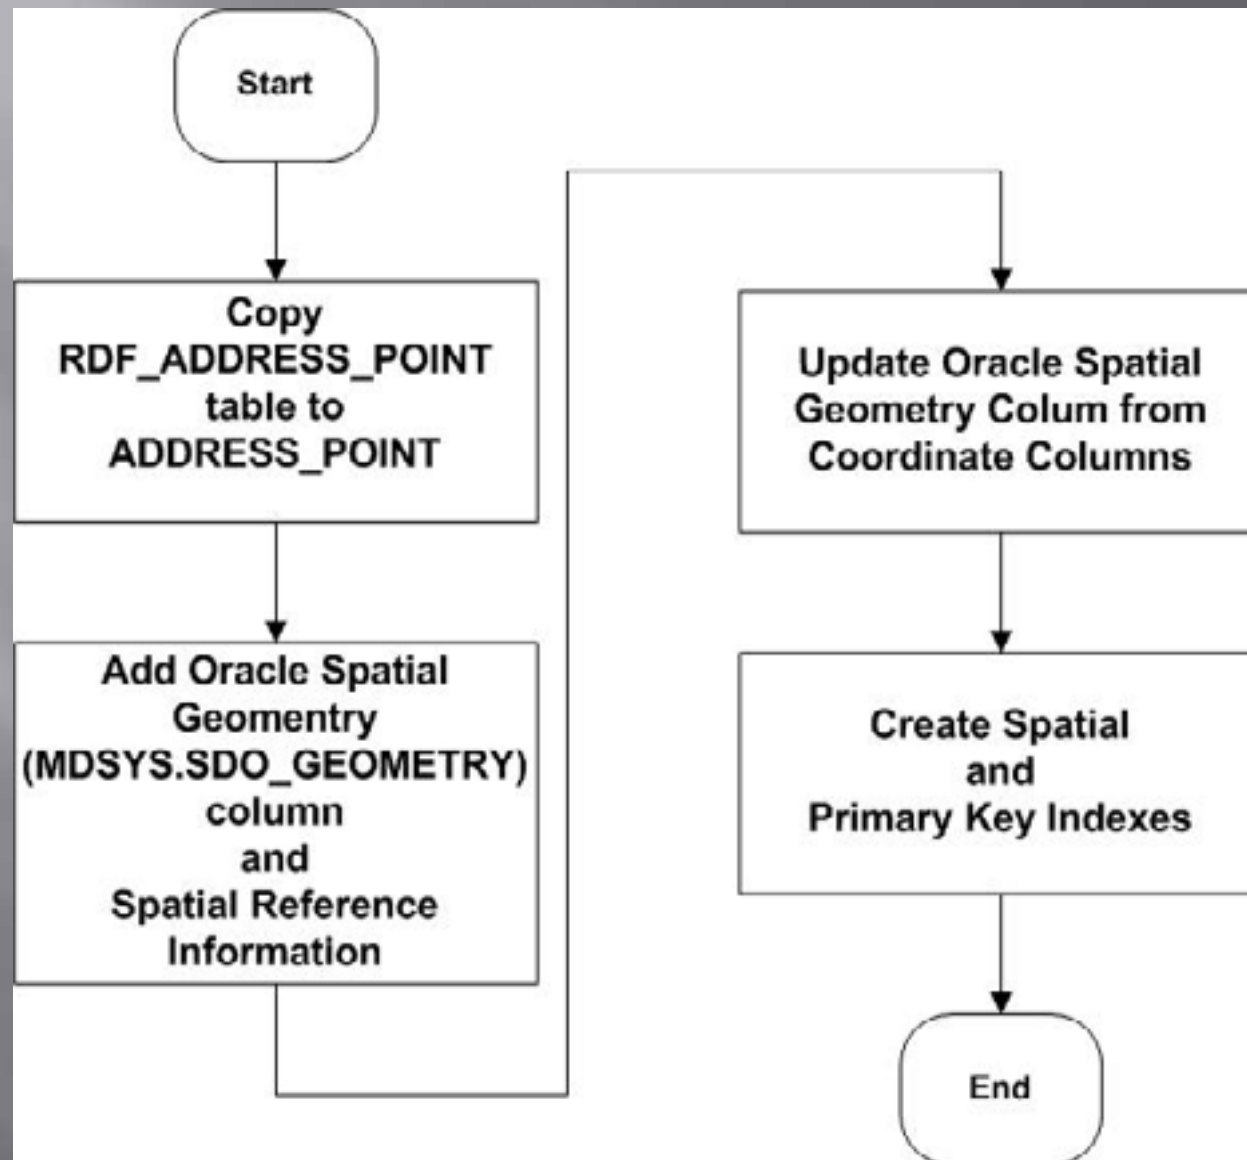 Start
Copy
RDF_ADDRESS_POINT
table to
ADDRESS_POINT
Add Oracle Spatial
Geomentry
(MDSYS.SDO_GEOMETRY)
column
and
Spatial Reference
Information
Update Oracle Spatial
Geometry Colum from
Coordinate Columns
Create Spatial
and
Primary Key Indexes
End